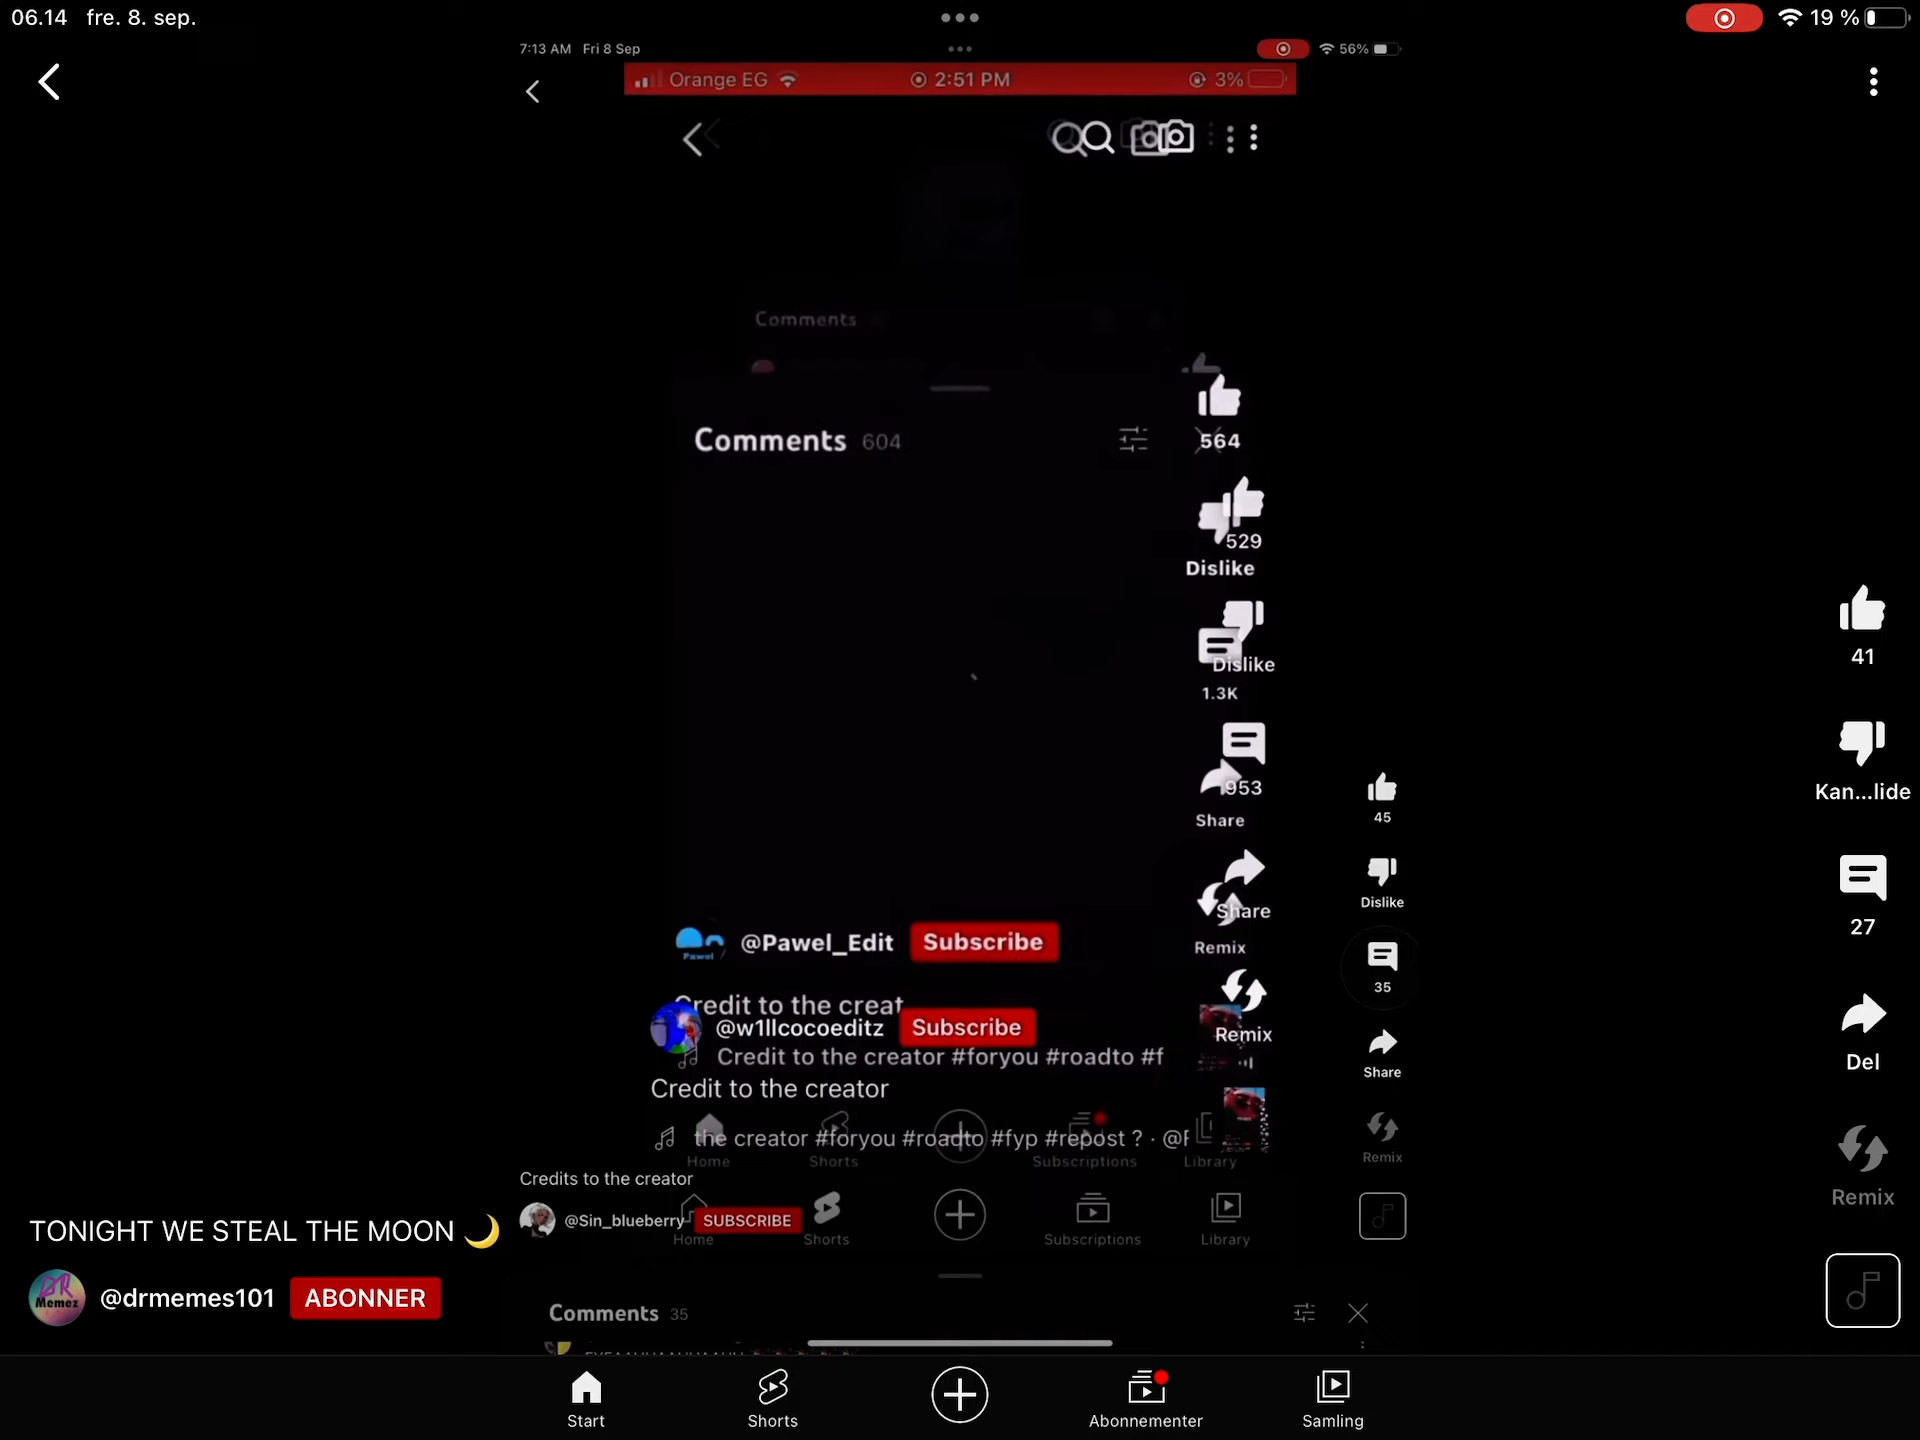 06.14 fre. 8. sep.
19 %
7:13 AM Fri 8 Sep
56%
Orange EG
2:51 PM
3%
Comments
Comments 604
564
529
Dislike
Dislike
1.3K
953
Share
Share
Remix
Remix
@Pawel_Edit Subscribe
Pawel
Credit to the creat
@w1llcocoeditz Subscribe
Credit to the creator #foryou #roadto #f
Credit to the creator
the creator #foryou #roadto #fyp #repost ? · @F
Home Shorts Subscriptions Library
Credits to the creator
@Sin_blueberry SUBSCRIBE
Home Shorts Subscriptions Library
45
Dislike
35
Share
Remix
41
Kan...lide
27
Del
Remix
TONIGHT WE STEAL THE MOON 🌙
DR Memez
@drmemes101 ABONNER
Comments 35
Start Shorts Abonnementer Samling